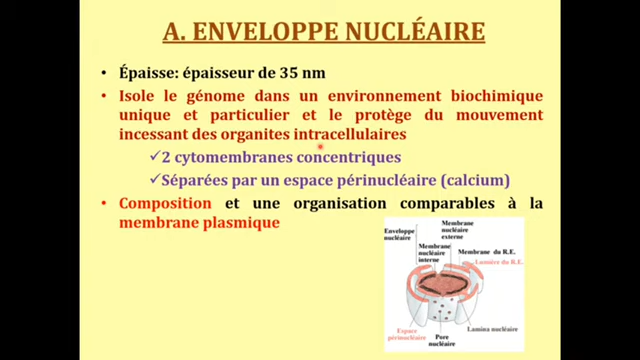 A. ENVELOPPE NUCLÉAIRE
• Épaisse: épaisseur de 35 nm
• Isole le génome dans un environnement biochimique
unique et particulier et le protège du mouvement
incessant des organites intracellulaires
✓2 cytomembranes concentriques
✓Séparées par un espace périnucléaire (calcium)
• Composition et une organisation comparables à la
membrane plasmique
Enveloppe
nucléaire
Membrane
nucléaire
externe
Membrane
nucléaire
interne
Membrane du R.E.
Lumière du R.E.
Espace
périnucléaire
Pore
nucléaire
Lamina nucléaire